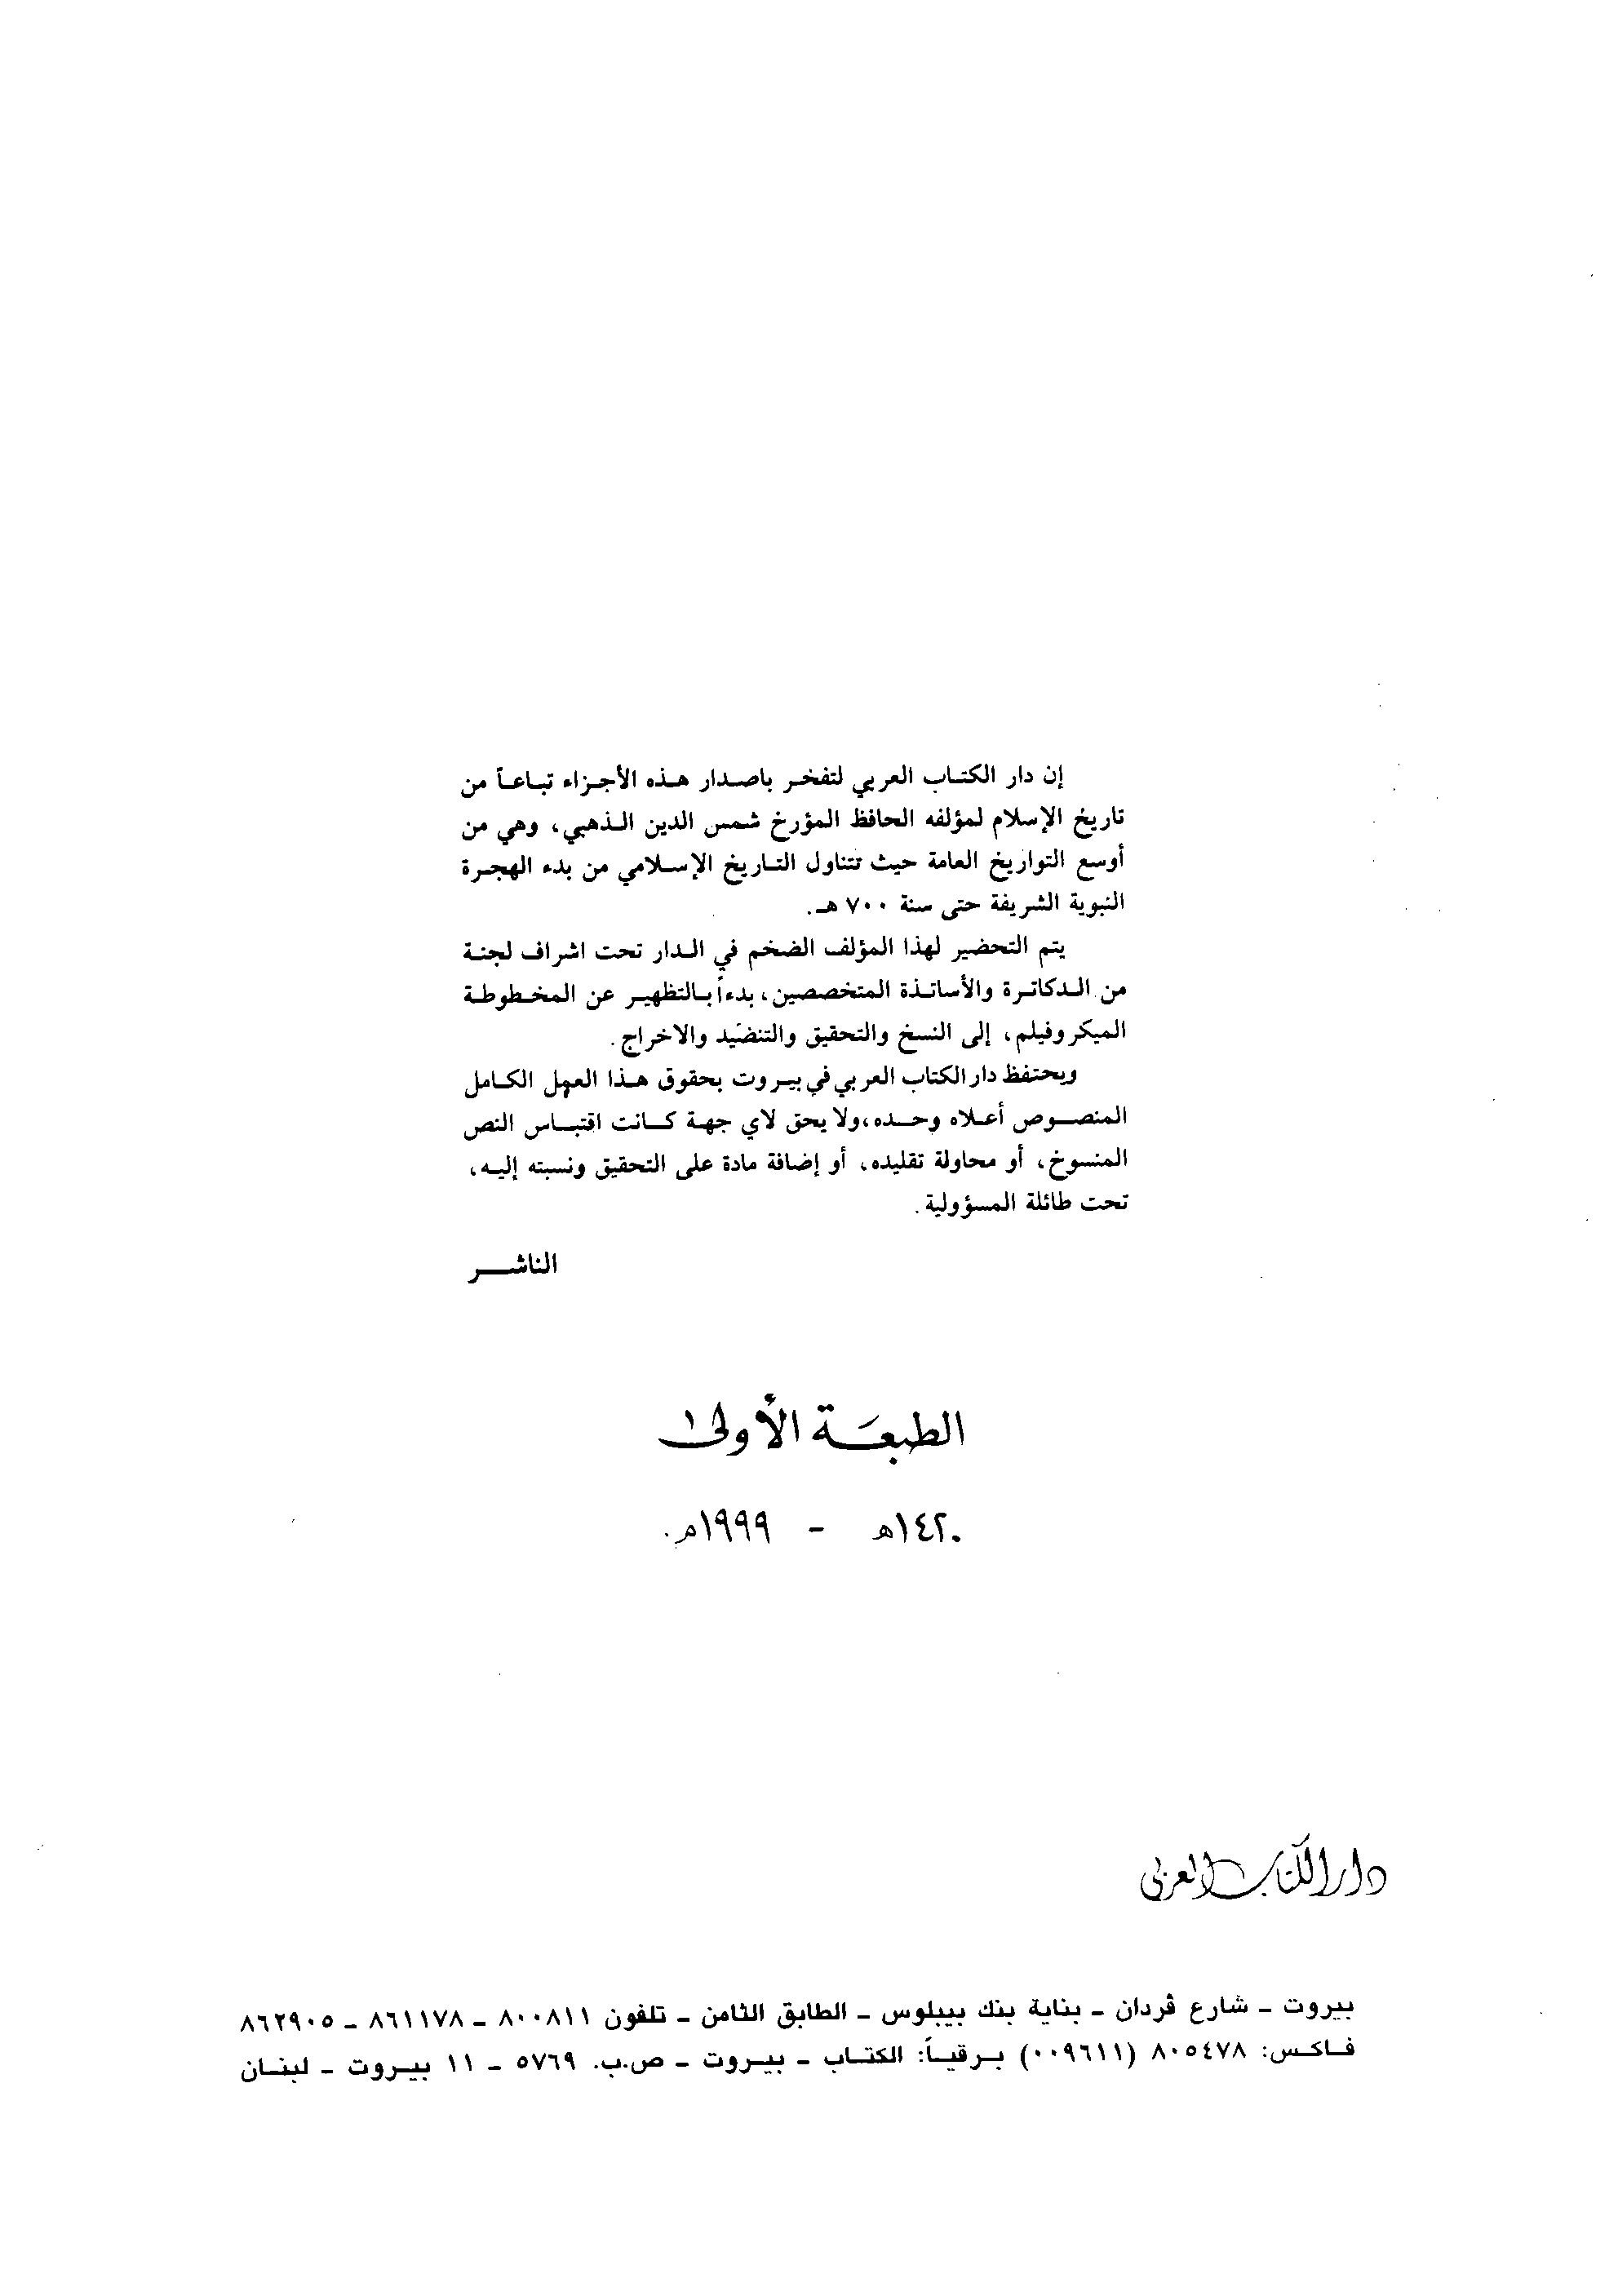 إن دار الكتاب العربي لتفخر باصدار هذه الأجزاء تباعاً من
تاريخ الإسلام لمؤلفه الحافظ المؤرخ شمس الدين الذهبي، وهي من
أوسع التواريخ العامة حيث تتناول التاريخ الإسلامي من بدء الهجرة
النبوية الشريفة حتى سنة ٧٠٠ هـ.
يتم التحضير لهذا المؤلف الضخم في الدار تحت اشراف لجنة
من الدكاترة والأساتذة المتخصصين، بدءاً بالتظهير عن المخطوطة
الميكروفيلم، إلى النسخ والتحقيق والتنضيد والاخراج.
ويحتفظ دار الكتاب العربي في بيروت بحقوق هذا العمل الكامل
المنصوص أعلاه وحده، ولا يحق لاي جهة كانت اقتباس النص
المنسوخ، أو محاولة تقليده، أو إضافة مادة على التحقيق ونسبته إليه،
تحت طائلة المسؤولية.
الناشر
الطبعة الأولى
١٤٢٠هـ - ١٩٩٩م.
دار الكتاب العربي
بيروت - شارع ڤردان - بناية بنك بيبلوس - الطابق الثامن - تلفون ٨٠٠٨١١ - ٨٦١١٧٨ - ٨٦٢٩٠٥
فاكس: ٨٠٥٤٧٨ (٠٠٩٦١١) برقياً: الكتاب - بيروت - ص.ب. ٥٧٦٩ - ١١ بيروت - لبنان